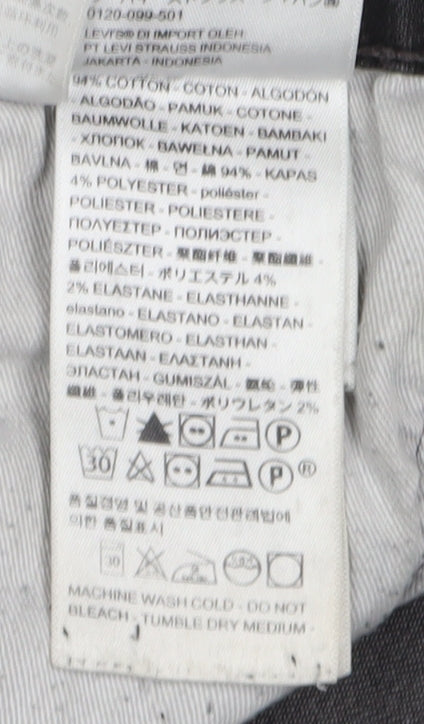 0120-099-501
LEVI'S® DI IMPORT OLEH
PT LEVI STRAUSS INDONESIA
JAKARTA - INDONESIA
94% COTTON - COTON - ALGODÓN
- ALGODÃO - PAMUK - COTONE -
BAUMWOLLE - KATOEN - BAMBAKI
- ХЛОПОК - BAWEŁNA - PAMUT -
BAVLNA - 棉 - 면 - 綿 94% - KAPAS
4% POLYESTER - poliéster -
POLIESTER - POLIESTERE -
ΠΟΛΥΕΣΤΕΡ - ПОЛИЭСТЕР -
POLIÉSZTER - 聚酯纤维 - 聚酯纖維 -
폴리에스터 - ポリエステル 4%
2% ELASTANE - ELASTHANNE -
elastano - ELASTANO - ELASTAN -
ELASTOMERO - ELASTHAN -
ELASTAAN - ΕΛΑΣΤΑΝΗ -
ЭЛАСТАН - GUMISZÁL - 氨纶 - 弹性
纖維 - 폴리우레탄 - ポリウレタン 2%
P
30 P ®
품질경영 및 공산품안전관리법에
의한 품질표시
30
MACHINE WASH COLD - DO NOT
BLEACH - TUMBLE DRY MEDIUM -